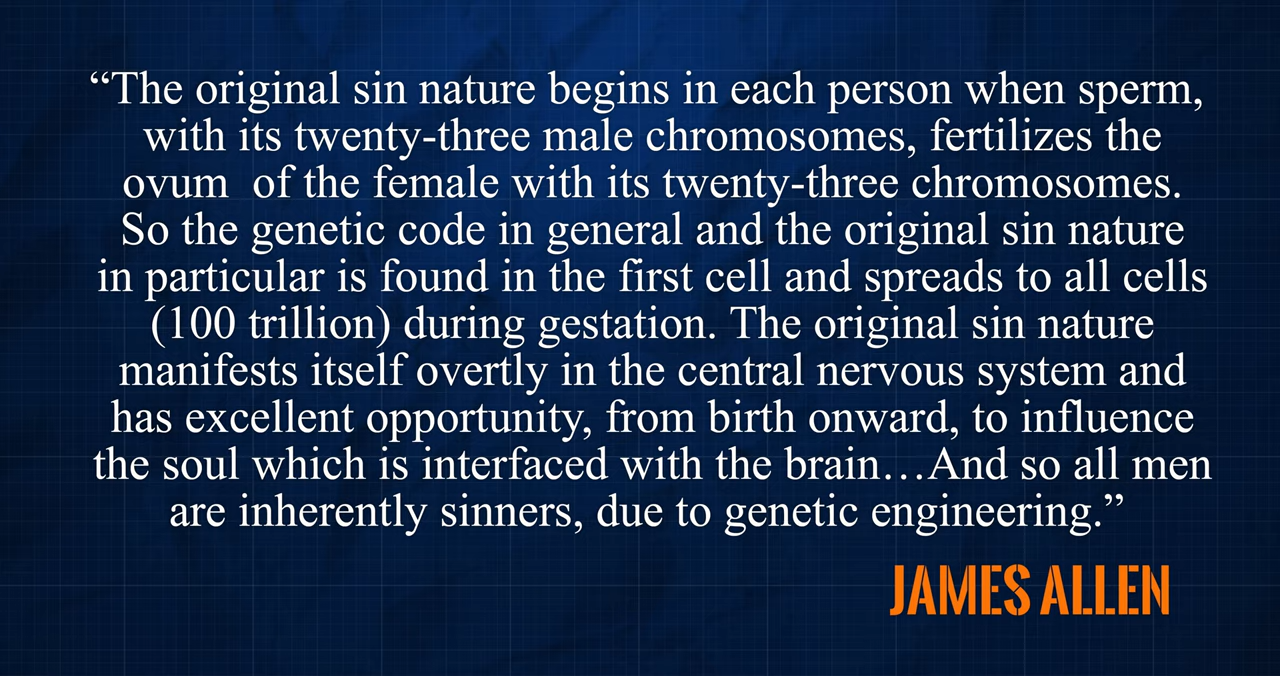 “The original sin nature begins in each person when sperm,
with its twenty-three male chromosomes, fertilizes the
ovum  of the female with its twenty-three chromosomes.
So the genetic code in general and the original sin nature
in particular is found in the first cell and spreads to all cells
(100 trillion) during gestation. The original sin nature
manifests itself overtly in the central nervous system and
has excellent opportunity, from birth onward, to influence
the soul which is interfaced with the brain…And so all men
are inherently sinners, due to genetic engineering.”
JAMES ALLEN